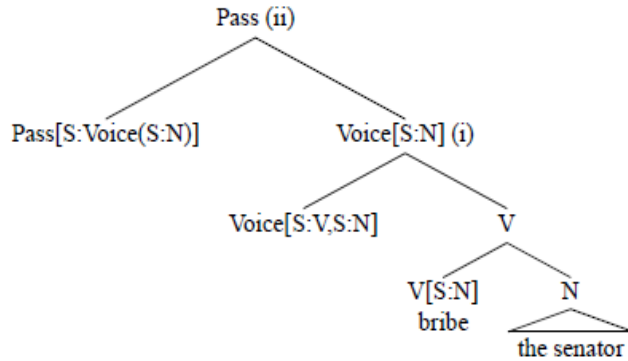 Pass (ii)
Pass[S:Voice(S:N)] Voice[S:N] (i)
Voice[S:V,S:N] V
V[S:N] N
bribe
the senator